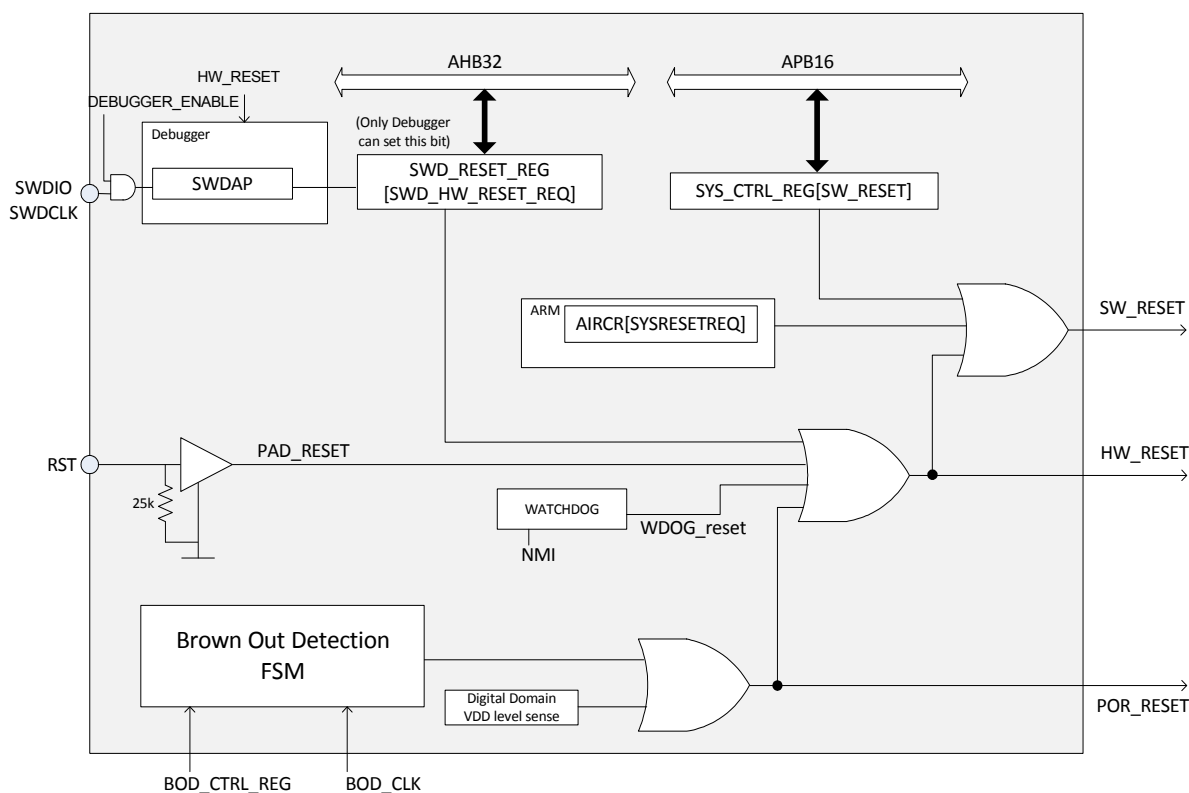 AHB32
APB16
HW_RESET
DEBUGGER_ENABLE
(Only Debugger
can set this bit)
Debugger
SWDAP
SWD_RESET_REG
[SWD_HW_RESET_REQ]
SYS_CTRL_REG[SW_RESET]
SWDIO
SWDCLK
ARM
AIRCR[SYSRESETREQ]
SW_RESET
RST
PAD_RESET
HW_RESET
25k
WATCHDOG
WDOG_reset
NMI
Brown Out Detection
FSM
Digital Domain
VDD level sense
POR_RESET
BOD_CTRL_REG
BOD_CLK